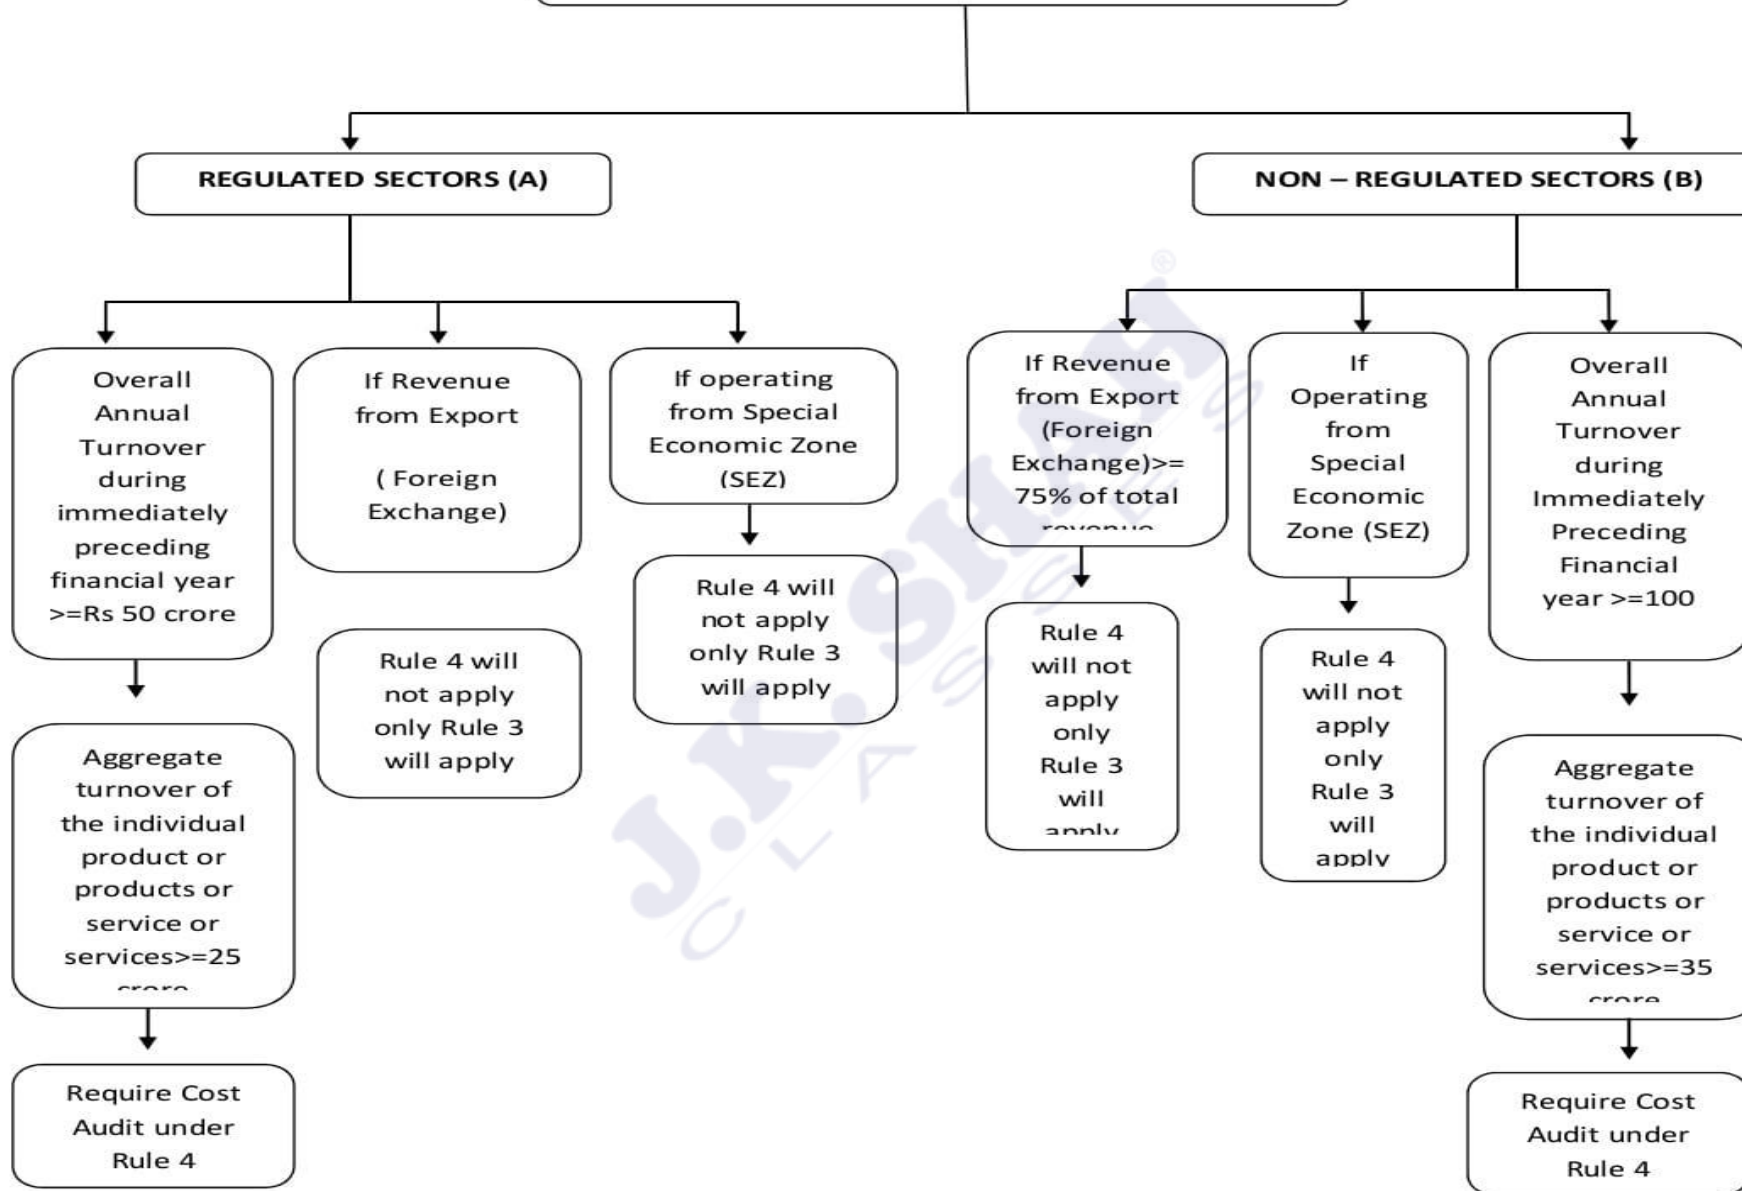 REGULATED SECTORS (A)
NON – REGULATED SECTORS (B)
Overall
Annual
Turnover
during
immediately
preceding
financial year
>=Rs 50 crore
If Revenue
from Export
( Foreign
Exchange)
If operating
from Special
Economic Zone
(SEZ)
If Revenue
from Export
(Foreign
Exchange)>=
75% of total
revenue
If
Operating
from
Special
Economic
Zone (SEZ)
Overall
Annual
Turnover
during
Immediately
Preceding
Financial
year >=100
Rule 4 will
not apply
only Rule 3
will apply
Rule 4 will
not apply
only Rule 3
will apply
Rule 4
will not
apply
only
Rule 3
will
apply
Rule 4
will not
apply
only
Rule 3
will
apply
Aggregate
turnover of
the individual
product or
products or
service or
services>=25
crore
Aggregate
turnover of
the individual
product or
products or
service or
services>=35
crore
Require Cost
Audit under
Rule 4
Require Cost
Audit under
Rule 4
J.K. SHAH®
CLASSES